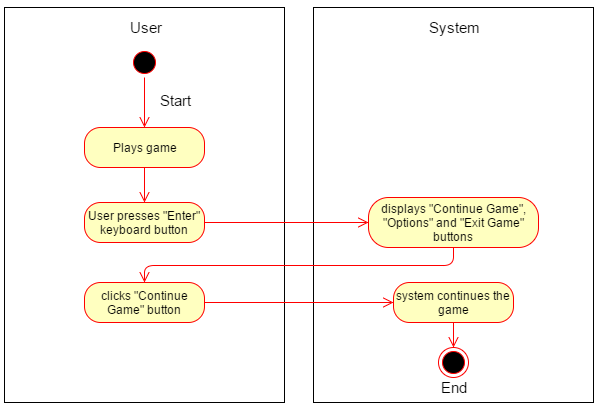 User
System
Start
Plays game
User presses "Enter"
keyboard button
displays "Continue Game",
"Options" and "Exit Game"
buttons
clicks "Continue
Game" button
system continues the
game
End